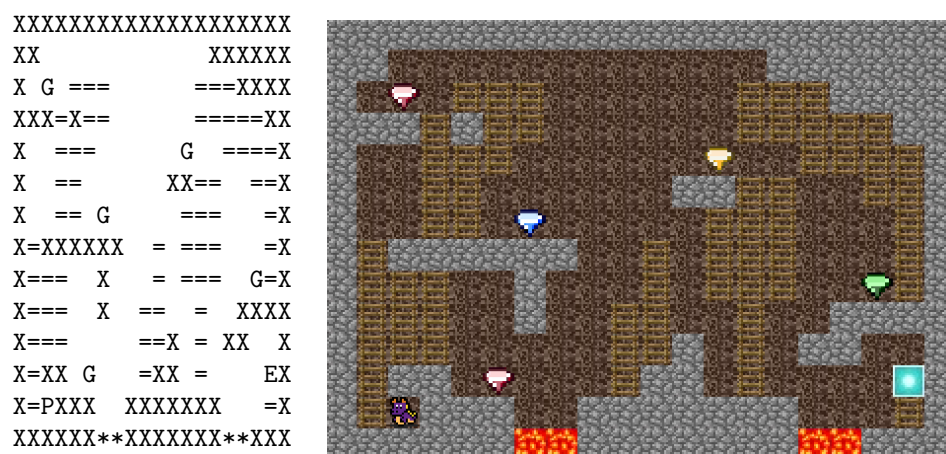 XXXXXXXXXXXXXXXXXXXX
XX            XXXXXX
X G ===      ===XXXX
XXX=X==      =====XX
X  ===      G  ====X
X  ==      XX==  ==X
X  == G     ===   =X
X=XXXXXX  = ===   =X
X===  X   = ===  G=X
X===  X  ==  =  XXXX
X===     ==X = XX  X
X=XX G   =XX =    EX
X=PXXX  XXXXXXX   =X
XXXXXX**XXXXXXX**XXX